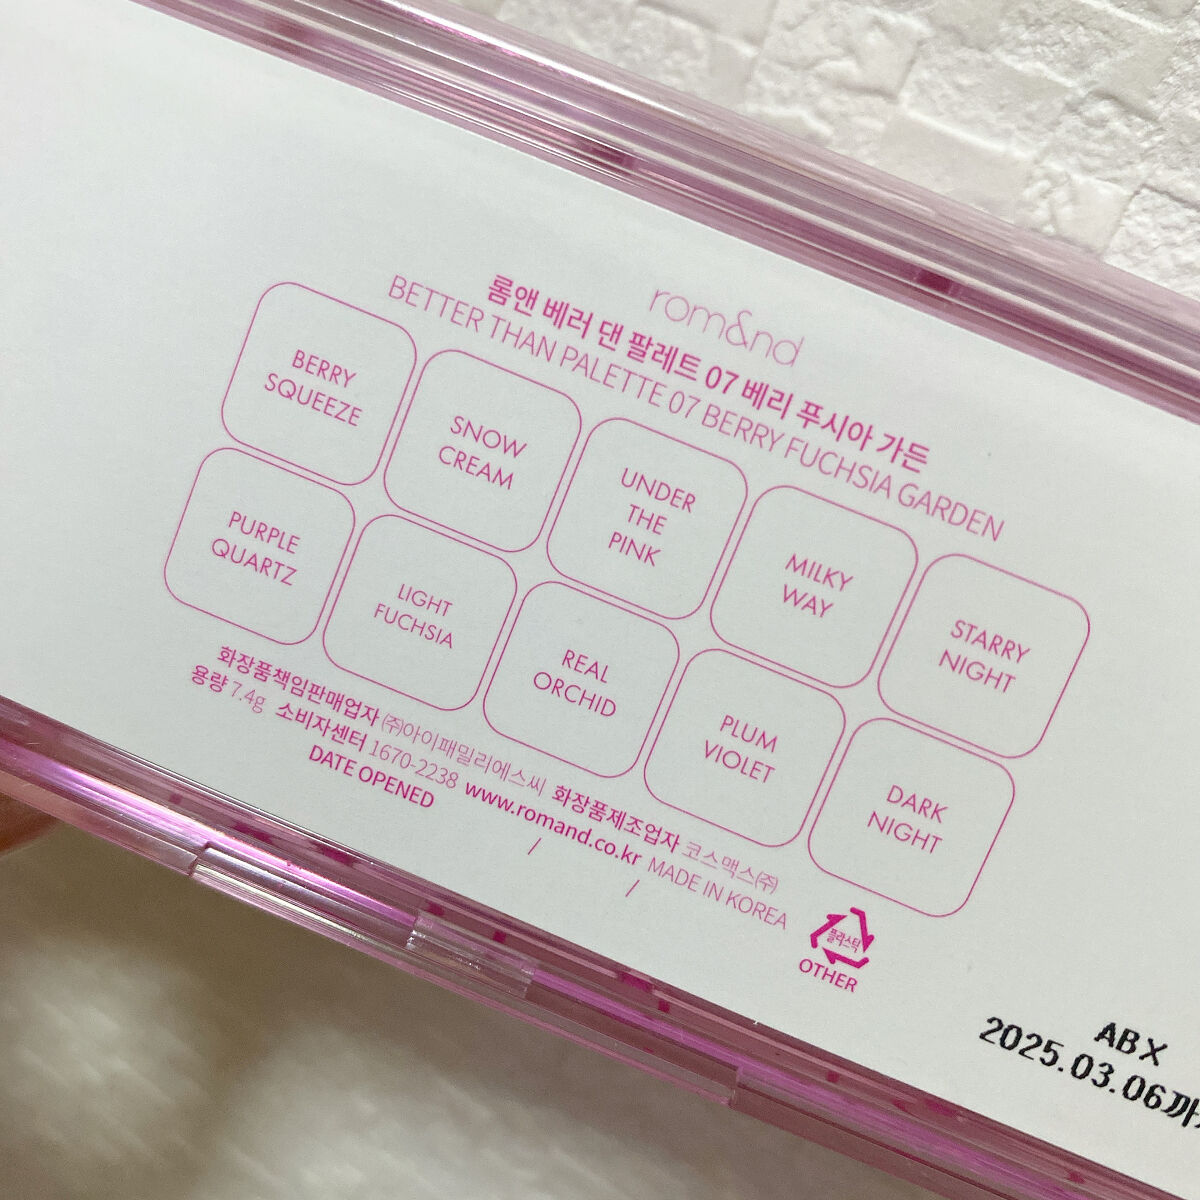 rom&nd
롬앤 베러 댄 팔레트 07 베리 푸시아 가든
BETTER THAN PALETTE 07 BERRY FUCHSIA GARDEN
BERRY
SQUEEZE
SNOW
CREAM
UNDER
THE
PINK
MILKY
WAY
STARRY
NIGHT
PURPLE
QUARTZ
LIGHT
FUCHSIA
REAL
ORCHID
PLUM
VIOLET
DARK
NIGHT
화장품책임판매업자 ㈜아이패밀리에스씨 화장품제조업자 코스맥스㈜
용량 7.4g 소비자센터 1670-2238 www.romand.co.kr MADE IN KOREA
DATE OPENED / /
플라스틱
OTHER
ABX
2025.03.06까